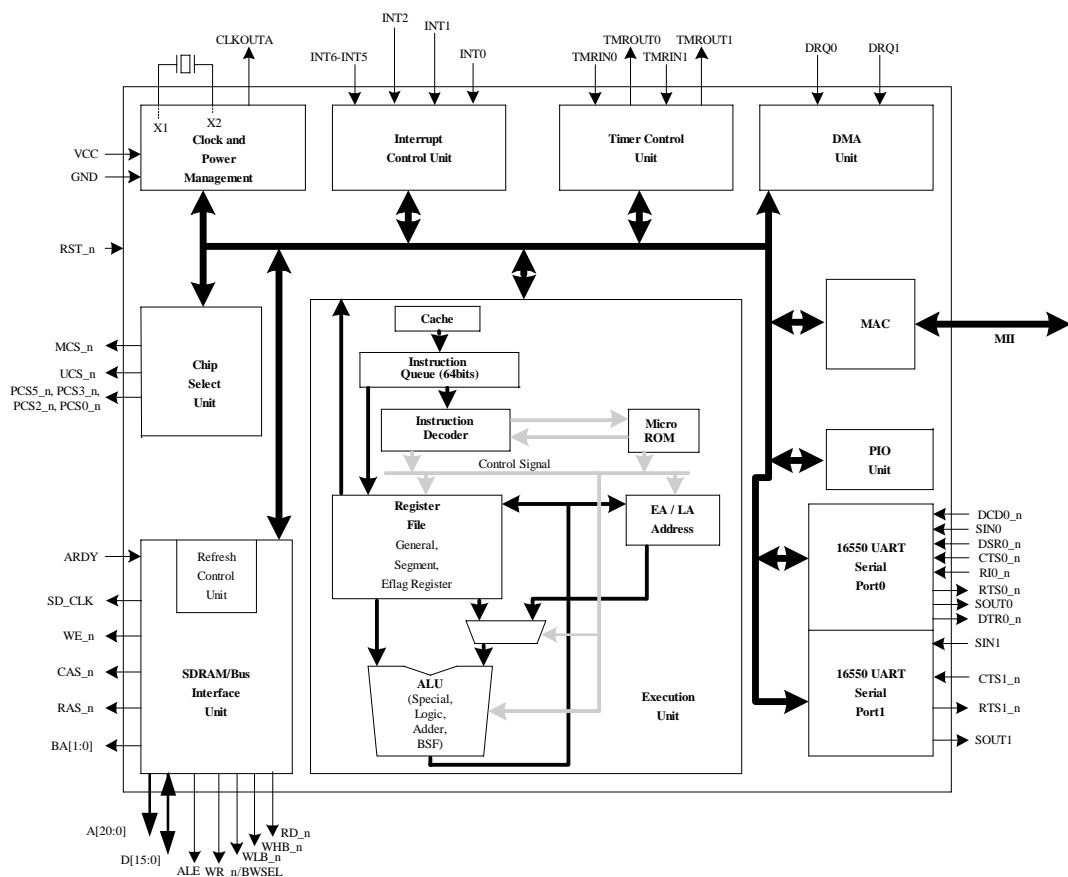 INT2
INT1
CLKOUTA
INT6-INT5
INT0
TMROUT0
TMROUT1
TMRIN0
TMRIN1
DRQ0
DRQ1
X1
X2
Clock and
Power
Management
Interrupt
Control Unit
Timer Control
Unit
DMA
Unit
VCC
GND
RST_n
MCS_n
UCS_n
PCS5_n, PCS3_n,
PCS2_n, PCS0_n
Chip
Select
Unit
Cache
Instruction
Queue (64bits)
Instruction
Decoder
Micro
ROM
Control Signal
Register
File
General,
Segment,
Eflag Register
EA / LA
Address
ALU
(Special,
Logic,
Adder,
BSF)
Execution
Unit
MAC
MII
PIO
Unit
16550 UART
Serial
Port0
DCD0_n
SIN0
DSR0_n
CTS0_n
RI0_n
RTS0_n
SOUT0
DTR0_n
16550 UART
Serial
Port1
SIN1
CTS1_n
RTS1_n
SOUT1
ARDY
SD_CLK
WE_n
CAS_n
RAS_n
BA[1:0]
Refresh
Control
Unit
SDRAM/Bus
Interface
Unit
A[20:0]
D[15:0]
ALE
WR_n/BWSEL
WLB_n
WHB_n
RD_n